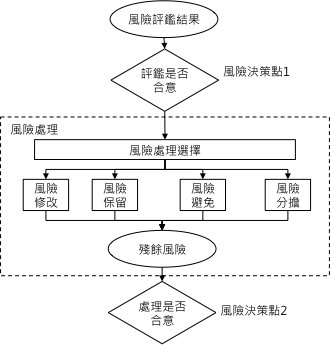 風險評鑑結果
評鑑是否
合意
風險決策點1
風險處理
風險處理選擇
風險
修改
風險
保留
風險
避免
風險
分擔
殘餘風險
處理是否
合意
風險決策點2